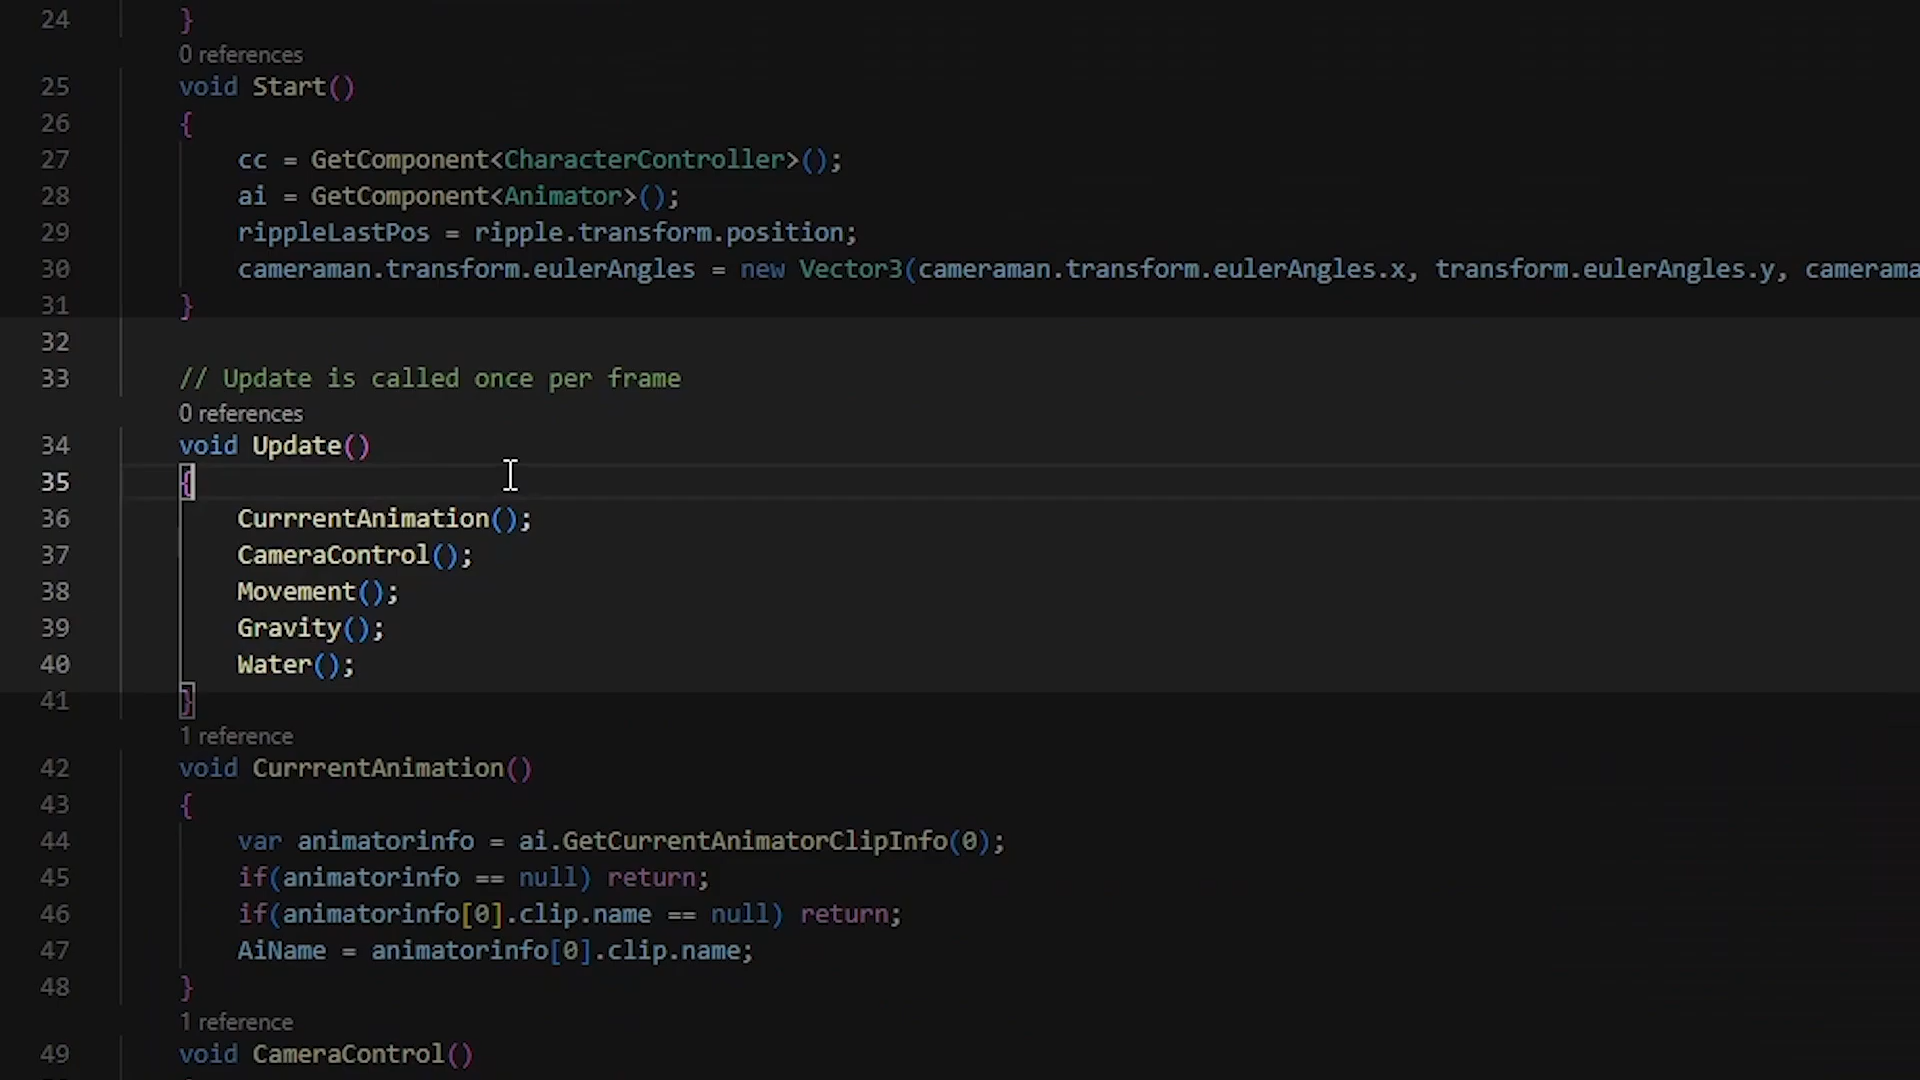 24 }
0 references
25 void Start()
26 {
27 cc = GetComponent<CharacterController>();
28 ai = GetComponent<Animator>();
29 rippleLastPos = ripple.transform.position;
30 cameraman.transform.eulerAngles = new Vector3(cameraman.transform.eulerAngles.x, transform.eulerAngles.y, camerama
31 }
32
33 // Update is called once per frame
0 references
34 void Update()
35 {
36 CurrrentAnimation();
37 CameraControl();
38 Movement();
39 Gravity();
40 Water();
41 }
1 reference
42 void CurrrentAnimation()
43 {
44 var animatorinfo = ai.GetCurrentAnimatorClipInfo(0);
45 if(animatorinfo == null) return;
46 if(animatorinfo[0].clip.name == null) return;
47 AiName = animatorinfo[0].clip.name;
48 }
1 reference
49 void CameraControl()